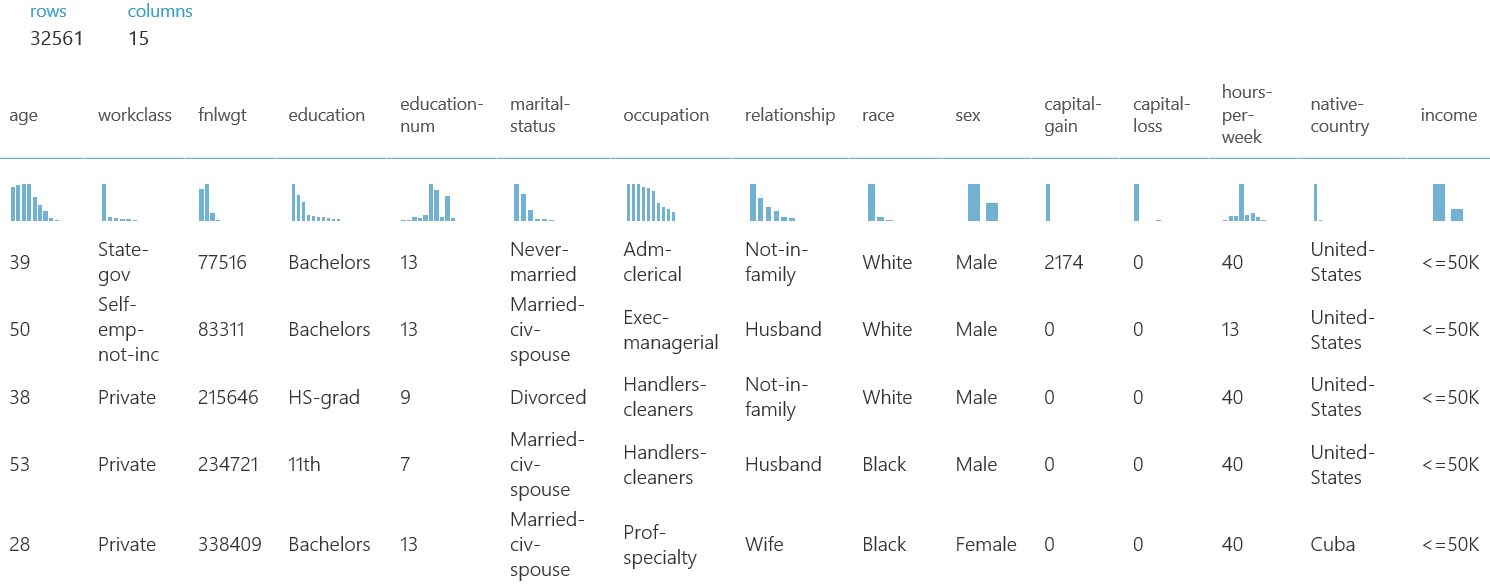 rows columns
32561 15
age workclass fnlwgt education education-num marital-status occupation relationship race sex capital-gain capital-loss hours-per-week native-country income
39 State-gov 77516 Bachelors 13 Never-married Adm-clerical Not-in-family White Male 2174 0 40 United-States <=50K
50 Self-emp-not-inc 83311 Bachelors 13 Married-civ-spouse Exec-managerial Husband White Male 0 0 13 United-States <=50K
38 Private 215646 HS-grad 9 Divorced Handlers-cleaners Not-in-family White Male 0 0 40 United-States <=50K
53 Private 234721 11th 7 Married-civ-spouse Handlers-cleaners Husband Black Male 0 0 40 United-States <=50K
28 Private 338409 Bachelors 13 Married-civ-spouse Prof-specialty Wife Black Female 0 0 40 Cuba <=50K